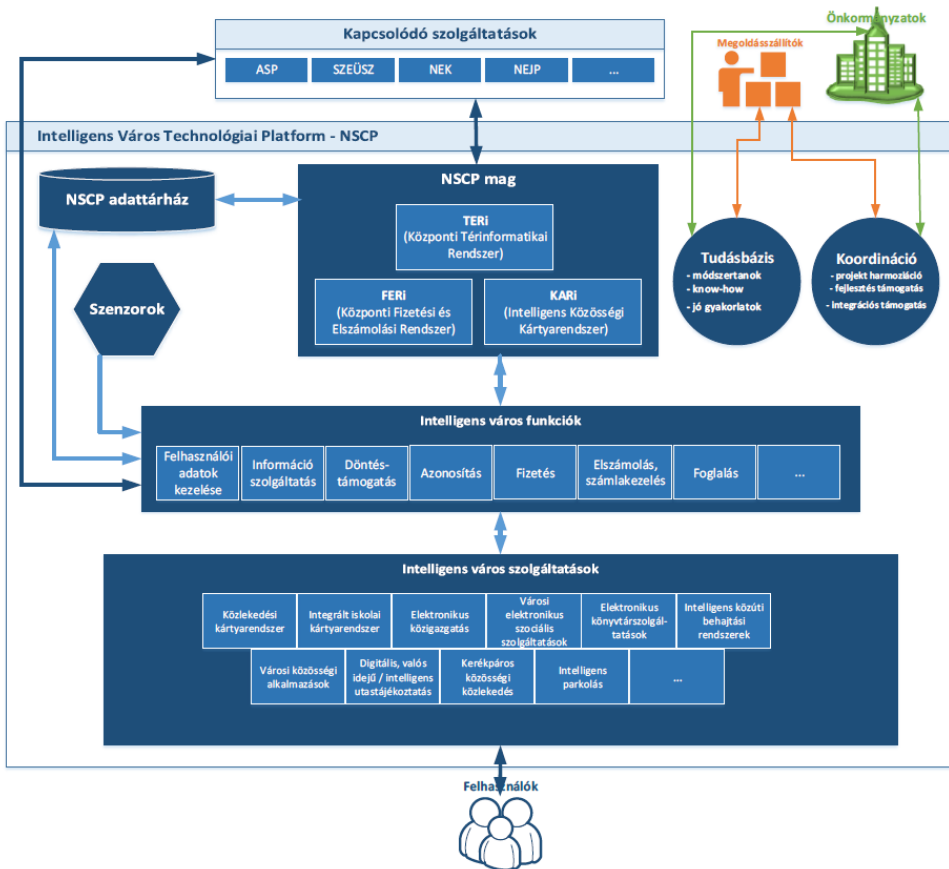 Kapcsolódó szolgáltatások
ASP
SZEÜSZ
NEK
NEJP
...
Megoldásszállítók
Önkormányzatok
Intelligens Város Technológiai Platform - NSCP
NSCP adattárház
Szenzorok
NSCP mag
TERi
(Központi Térinformatikai
Rendszer)
FERi
(Központi Fizetési és
Elszámolási Rendszer)
KARi
(Intelligens Közösségi
Kártyarendszer)
Tudásbázis
- módszertanok
- know-how
- jó gyakorlatok
Koordináció
- projekt harmoziáció
- fejlesztés támogatás
- integrációs támogatás
Intelligens város funkciók
Felhasználói
adatok
kezelése
Információ
szolgáltatás
Döntés-
támogatás
Azonosítás
Fizetés
Elszámolás,
számlakezelés
Foglalás
...
Intelligens város szolgáltatások
Közlekedési
kártyarendszer
Integrált iskolai
kártyarendszer
Elektronikus
közigazgatás
Városi
elektronikus
szociális
szolgáltatások
Elektronikus
könyvtárszolgál-
tatások
Intelligens közúti
behajtási
rendszerek
Városi közösségi
alkalmazások
Digitális, valós
idejű / intelligens
utastájékoztatás
Kerékpáros
közösségi
közlekedés
Intelligens
parkolás
...
Felhasználók